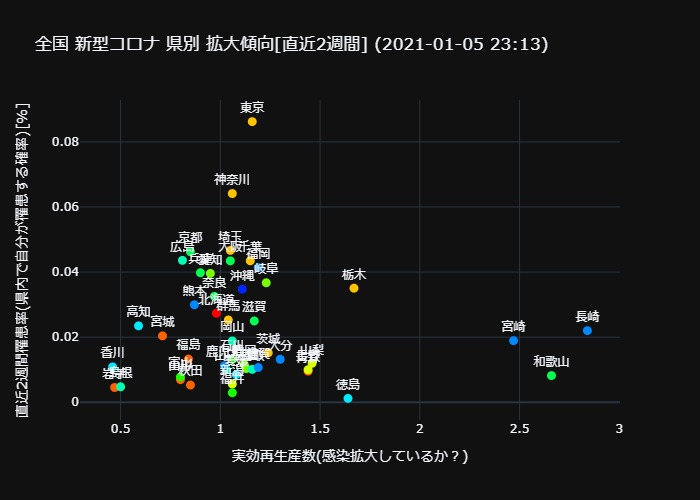 全国 新型コロナ 県別 拡大傾向[直近2週間] (2021-01-05 23:13)
東京
0.08
神奈川
0.06
京都
埼玉
広島
大阪
千葉
福岡
愛知
岐阜
0.04
沖縄
栃木
奈良
熊本
北海道
群馬
滋賀
高知
宮城
岡山
長崎
宮崎
0.02
茨城
大分
福島
山梨
香川
和歌山
島根
秋田
福井
徳島
0
0.5
1
1.5
2
2.5
3
実効再生産数(感染拡大しているか？)
直近2週間罹患率(県内で自分が罹患する確率)[%]